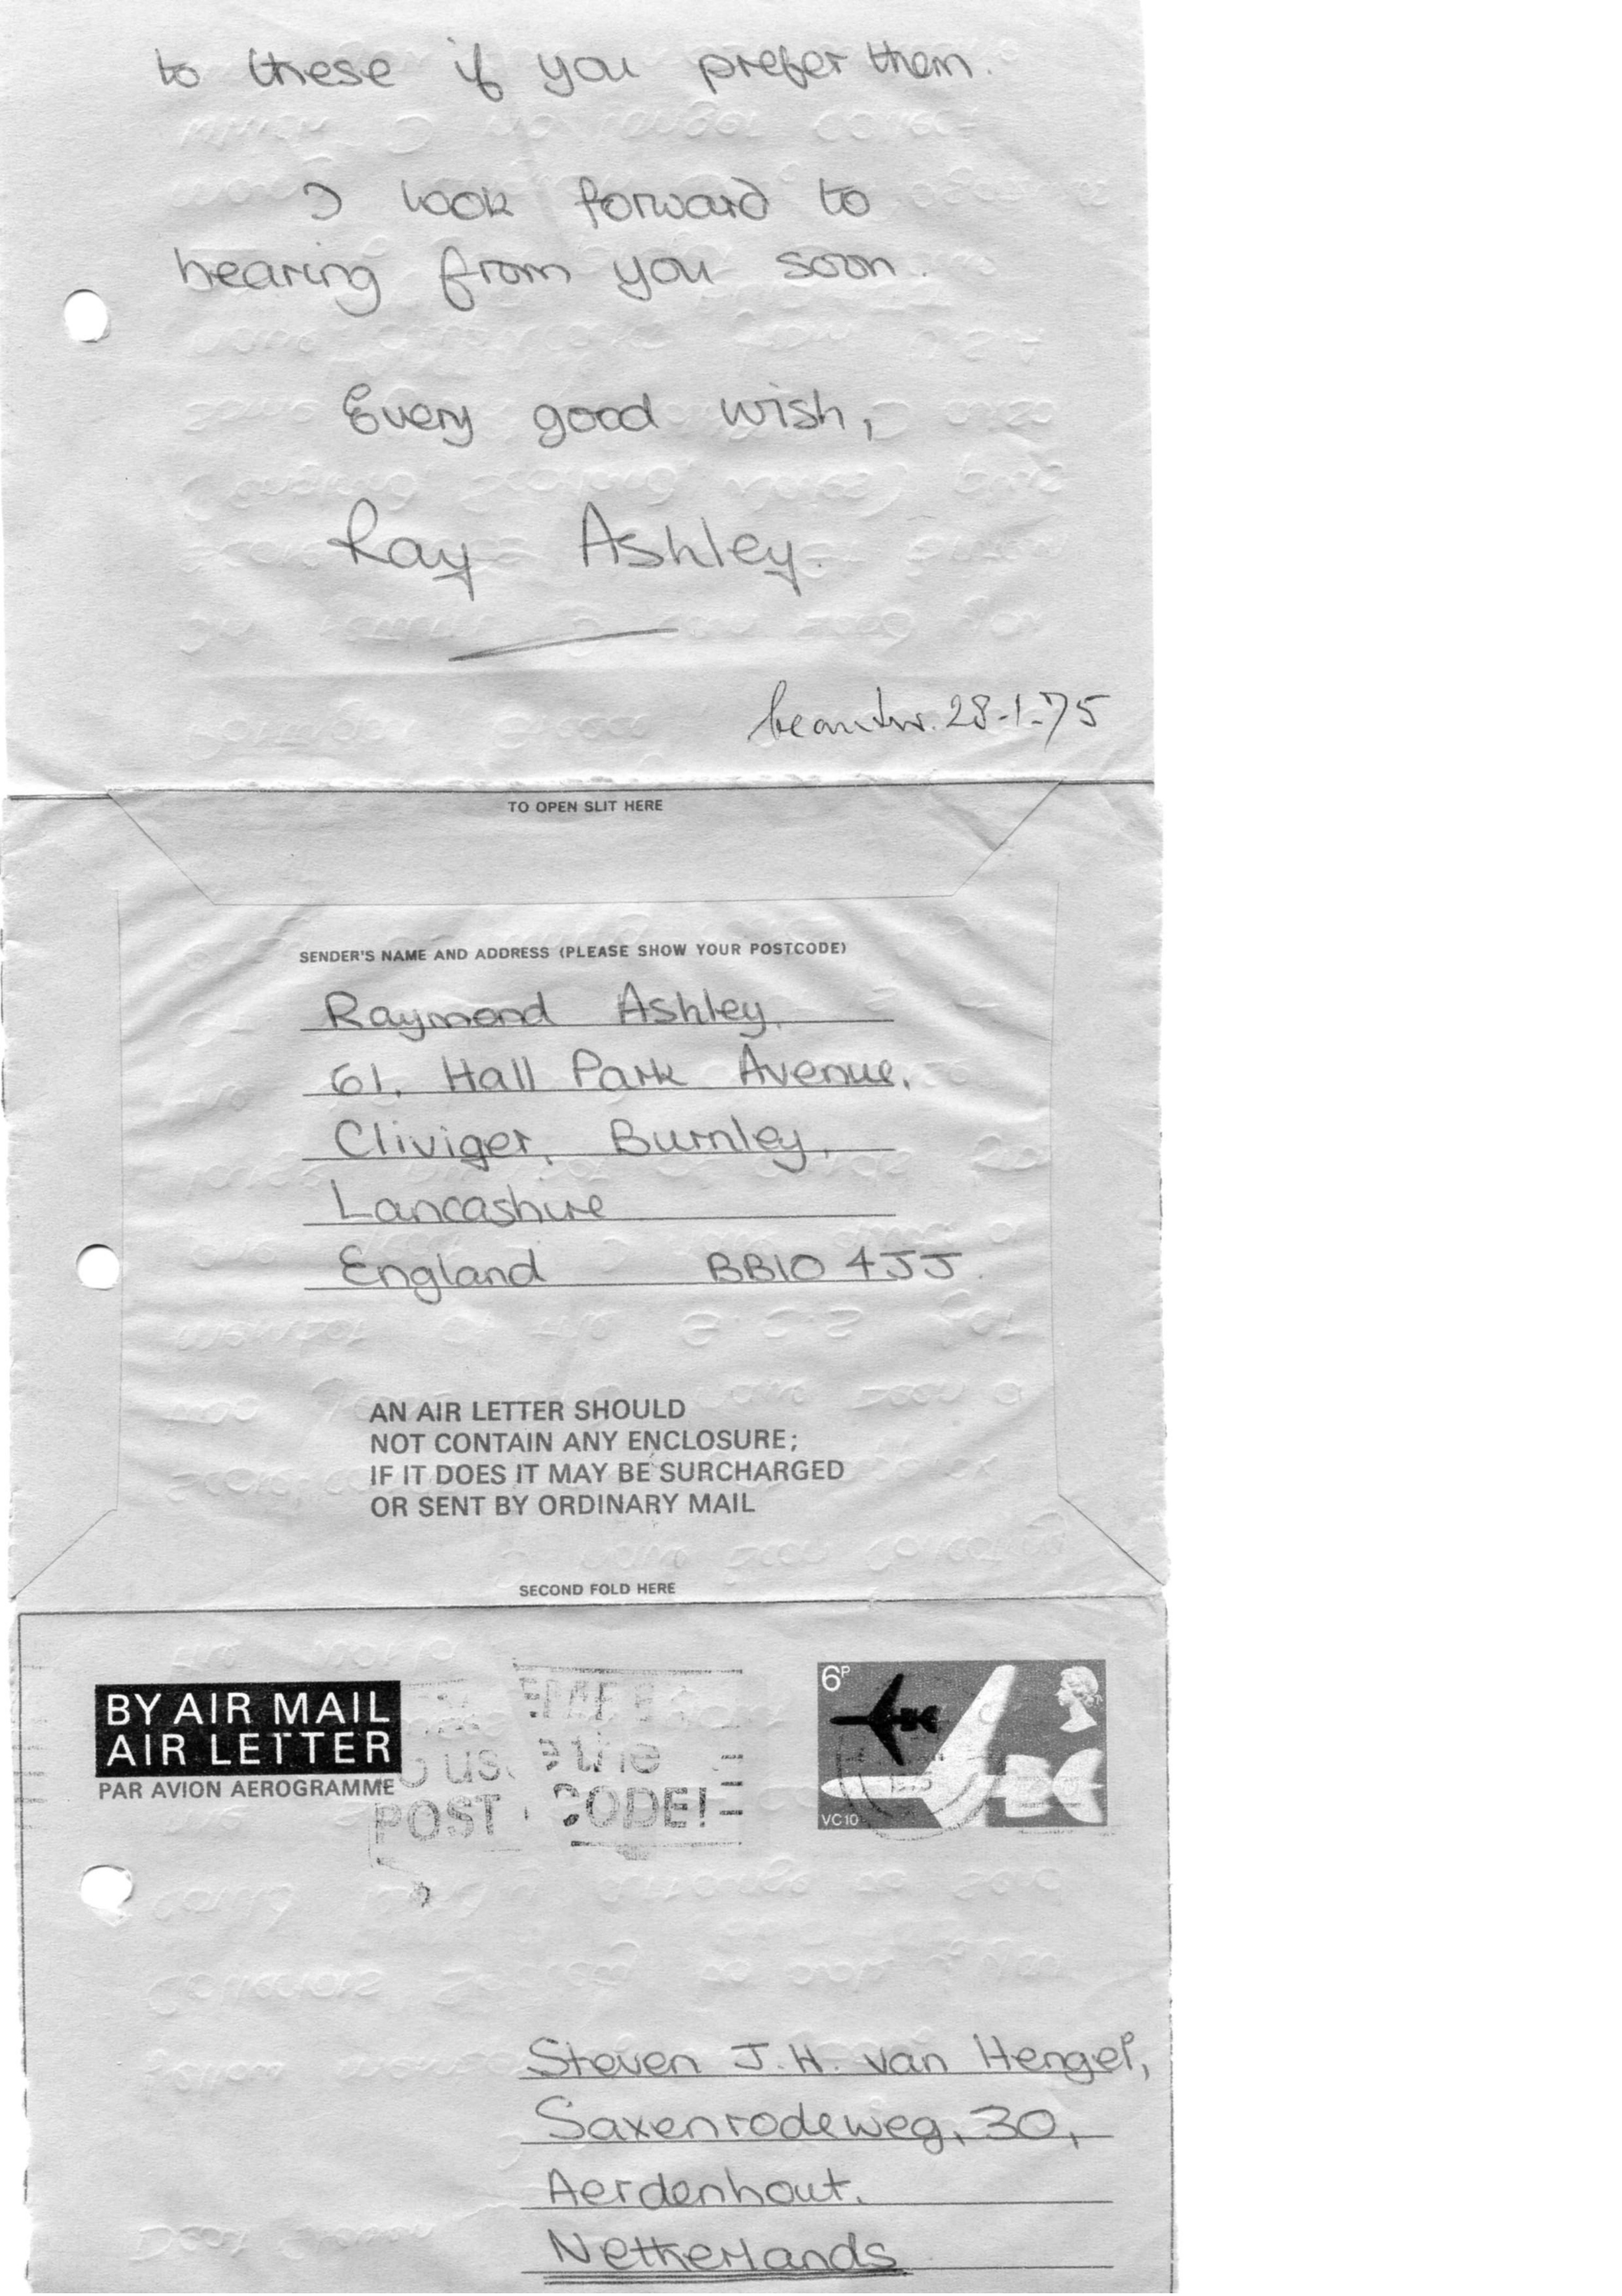 to these if you prefer them.
I look forward to
hearing from you soon.
Every good wish,
Ray Ashley.
beantw. 28-1-75
TO OPEN SLIT HERE
SENDER'S NAME AND ADDRESS (PLEASE SHOW YOUR POSTCODE)
Raymond Ashley,
61, Hall Park Avenue,
Cliviger, Burnley,
Lancashire
England BB10 4JJ.
AN AIR LETTER SHOULD
NOT CONTAIN ANY ENCLOSURE;
IF IT DOES IT MAY BE SURCHARGED
OR SENT BY ORDINARY MAIL
SECOND FOLD HERE
BY AIR MAIL
AIR LETTER
PAR AVION AEROGRAMME
the
POST CODE!
6P
1975
VC10
Steven J.H. van Hengel,
Saxenrodeweg, 30,
Aerdenhout.
Netherlands